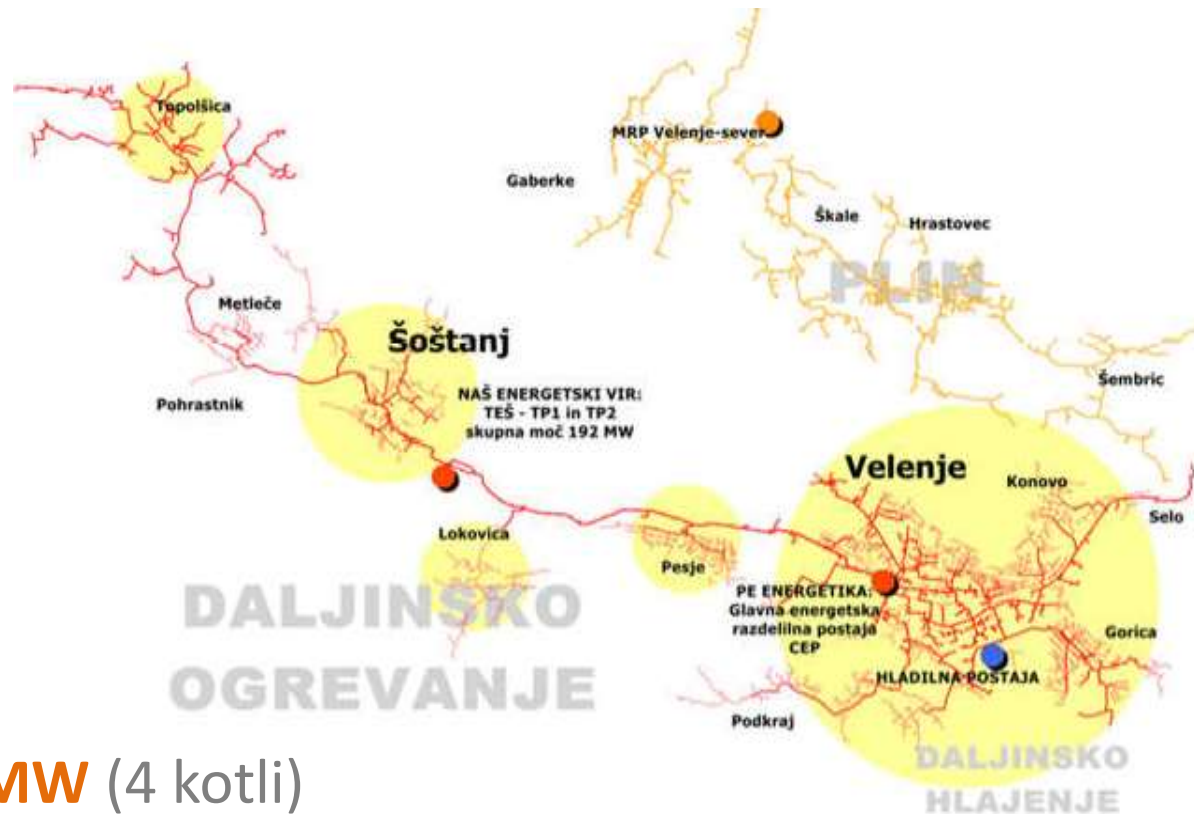 Topolšica
MRP Velenje-sever
Gaberke
Škale
Hrastovec
PLIN
Metleče
Šoštanj
Šembric
Pohrastnik
NAŠ ENERGETSKI VIR:
TEŠ - TP1 in TP2
skupna moč 192 MW
Velenje
Konovo
Selo
Lokovica
Pesje
DALJINSKO
OGREVANJE
PE ENERGETIKA:
Glavna energetska
razdelilna postaja
CEP
Gorica
HLADILNA POSTAJA
Podkraj
DALJINSKO
HLAJENJE
MW (4 kotli)